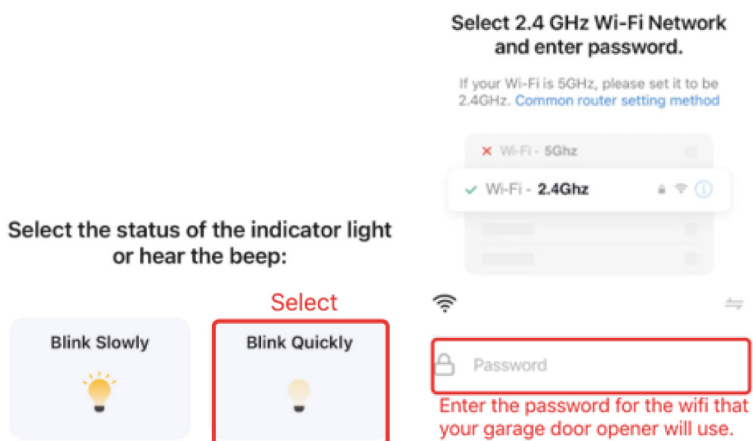 Select the status of the indicator light
or hear the beep:
Select
Blink Slowly
Blink Quickly
Select 2.4 GHz Wi-Fi Network
and enter password.
If your Wi-Fi is 5GHz, please set it to be
2.4GHz. Common router setting method
Wi-Fi - 5Ghz
Wi-Fi - 2.4Ghz
Password
Enter the password for the wifi that
your garage door opener will use.